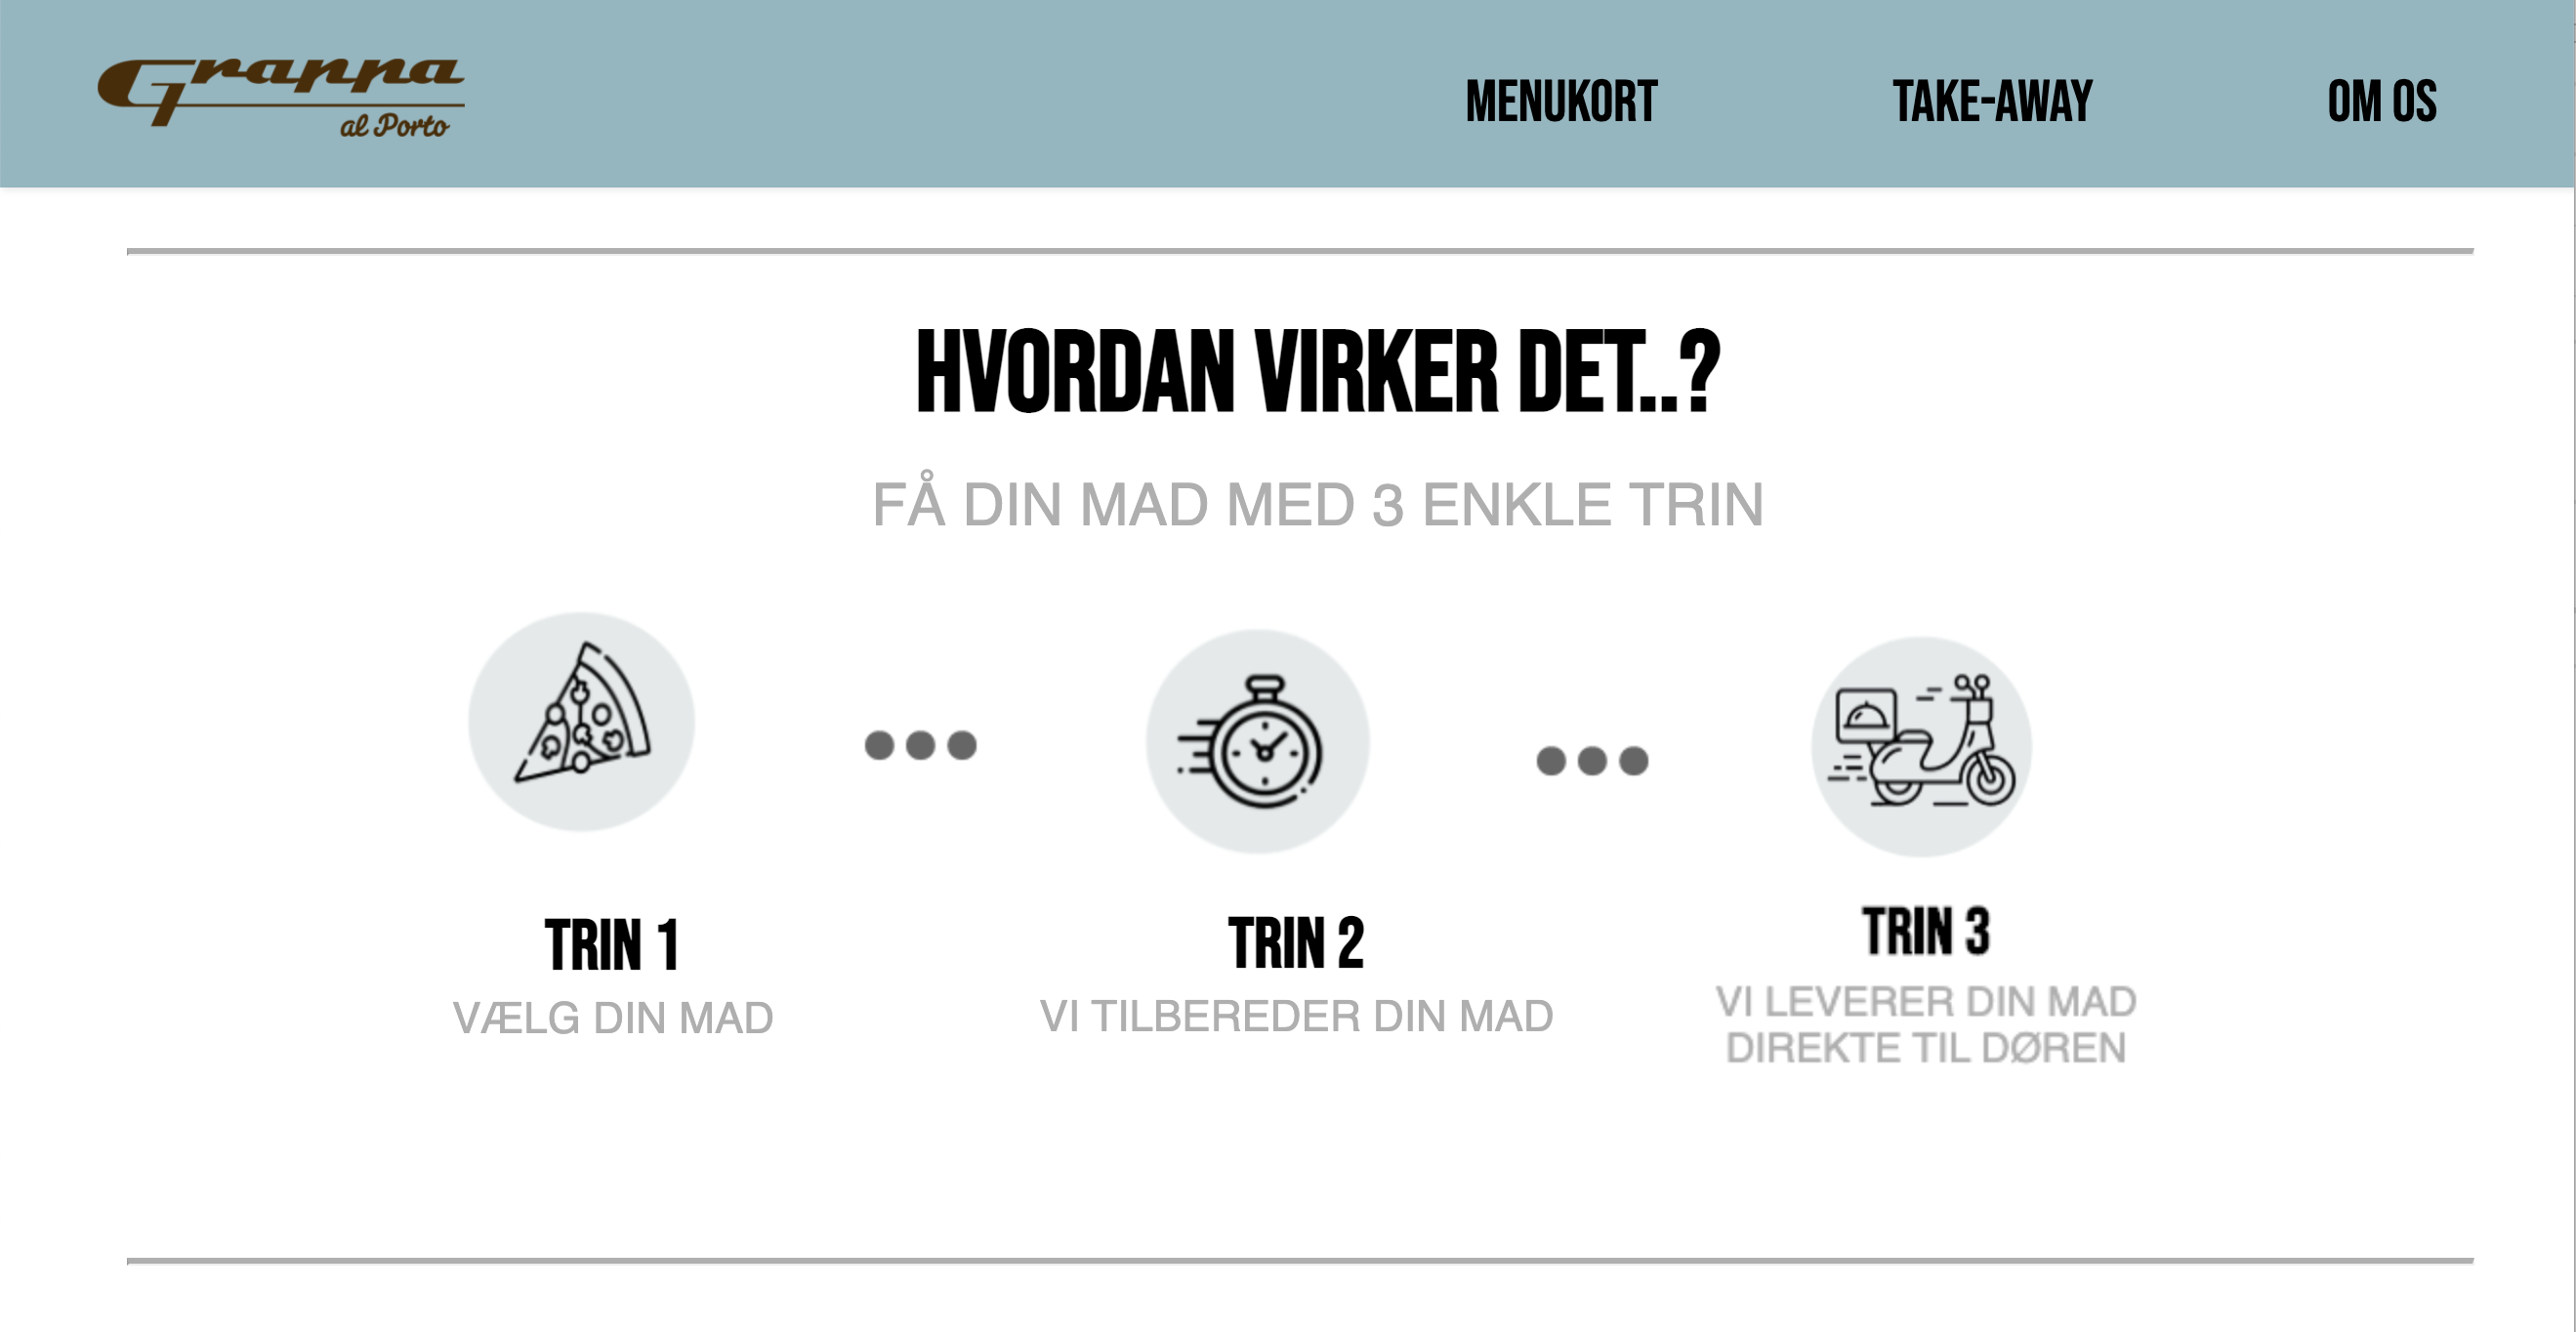 Grappa
al Porto
MENUKORT TAKE-AWAY OM OS
HVORDAN VIRKER DET..?
FÅ DIN MAD MED 3 ENKLE TRIN
TRIN 1
VÆLG DIN MAD
TRIN 2
VI TILBEREDER DIN MAD
TRIN 3
VI LEVERER DIN MAD
DIREKTE TIL DØREN